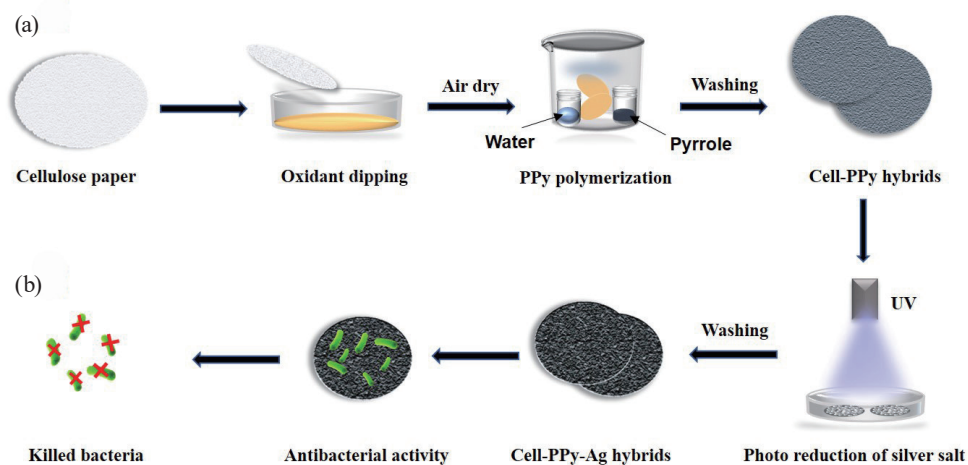 (a)
Air dry
Washing
Water
Pyrrole
Cellulose paper
Oxidant dipping
PPy polymerization
Cell-PPy hybrids
(b)
UV
Washing
Killed bacteria
Antibacterial activity
Cell-PPy-Ag hybrids
Photo reduction of silver salt